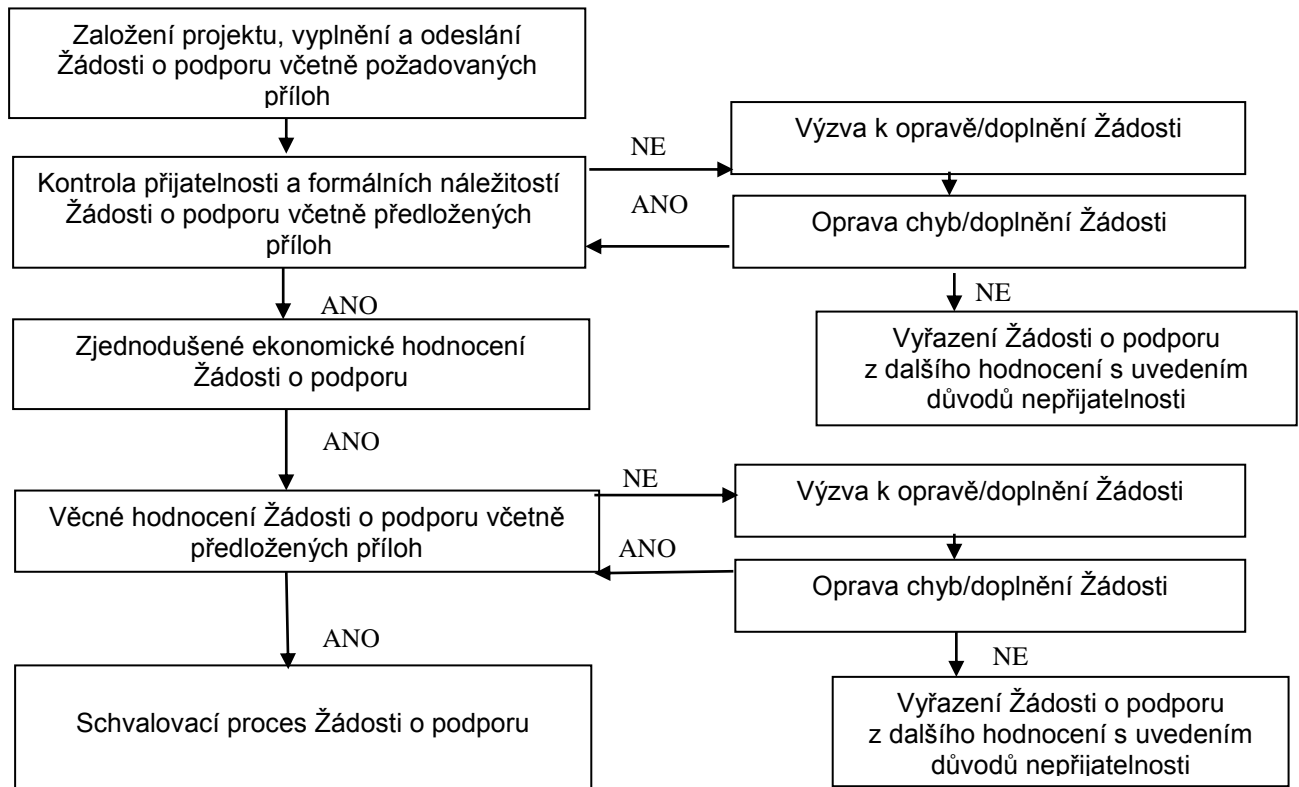 Založení projektu, vyplnění a odeslání
Žádosti o podporu včetně požadovaných
příloh
NE
Výzva k opravě/doplnění Žádosti
Kontrola přijatelnosti a formálních náležitostí
Žádosti o podporu včetně předložených
příloh
ANO
Oprava chyb/doplnění Žádosti
ANO
NE
Zjednodušené ekonomické hodnocení
Žádosti o podporu
Vyřazení Žádosti o podporu
z dalšího hodnocení s uvedením
důvodů nepřijatelnosti
ANO
NE
Výzva k opravě/doplnění Žádosti
Věcné hodnocení Žádosti o podporu včetně
předložených příloh
ANO
Oprava chyb/doplnění Žádosti
ANO
NE
Schvalovací proces Žádosti o podporu
Vyřazení Žádosti o podporu
z dalšího hodnocení s uvedením
důvodů nepřijatelnosti